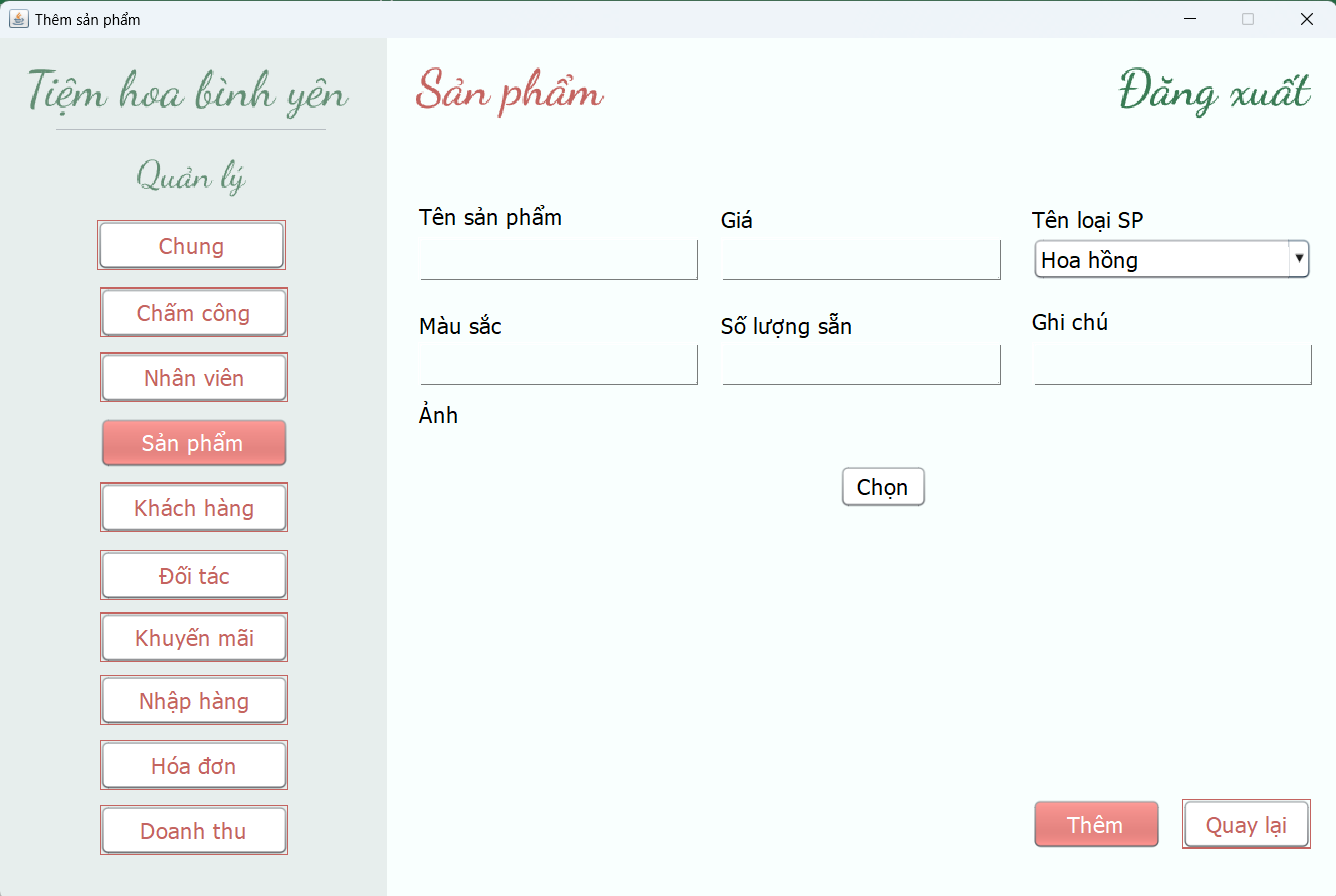 Thêm sản phẩm
Tiệm hoa bình yên
Quản lý
Chung
Chấm công
Nhân viên
Sản phẩm
Khách hàng
Đối tác
Khuyến mãi
Nhập hàng
Hóa đơn
Doanh thu
Sản phẩm
Đăng xuất
Tên sản phẩm
Giá
Tên loại SP
Hoa hồng
Màu sắc
Số lượng sẵn
Ghi chú
Ảnh
Chọn
Thêm
Quay lại